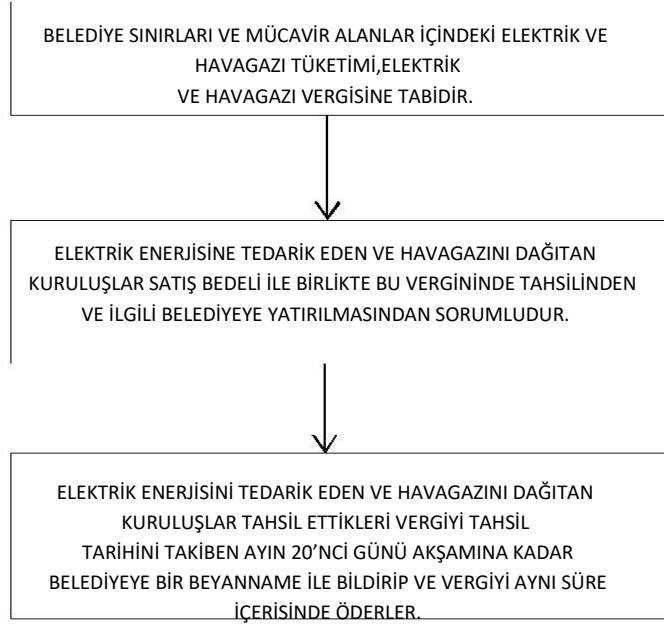 BELEDİYE SINIRLARI VE MÜCAVİR ALANLAR İÇİNDEKİ ELEKTRİK VE
HAVAGAZI TÜKETİMİ,ELEKTRİK
VE HAVAGAZI VERGİSİNE TABİDİR.
ELEKTRİK ENERJİSİNE TEDARİK EDEN VE HAVAGAZINI DAĞITAN
KURULUŞLAR SATIŞ BEDELİ İLE BİRLİKTE BU VERGİNİNDE TAHSİLİNDEN
VE İLGİLİ BELEDİYEYE YATIRILMASINDAN SORUMLUDUR.
ELEKTRİK ENERJİSİNİ TEDARİK EDEN VE HAVAGAZINI DAĞITAN
KURULUŞLAR TAHSİL ETTİKLERİ VERGİYİ TAHSİL
TARİHİNİ TAKİBEN AYIN 20’NCİ GÜNÜ AKŞAMINA KADAR
BELEDİYEYE BİR BEYANNAME İLE BİLDİRİP VE VERGİYİ AYNI SÜRE
İÇERİSİNDE ÖDERLER.